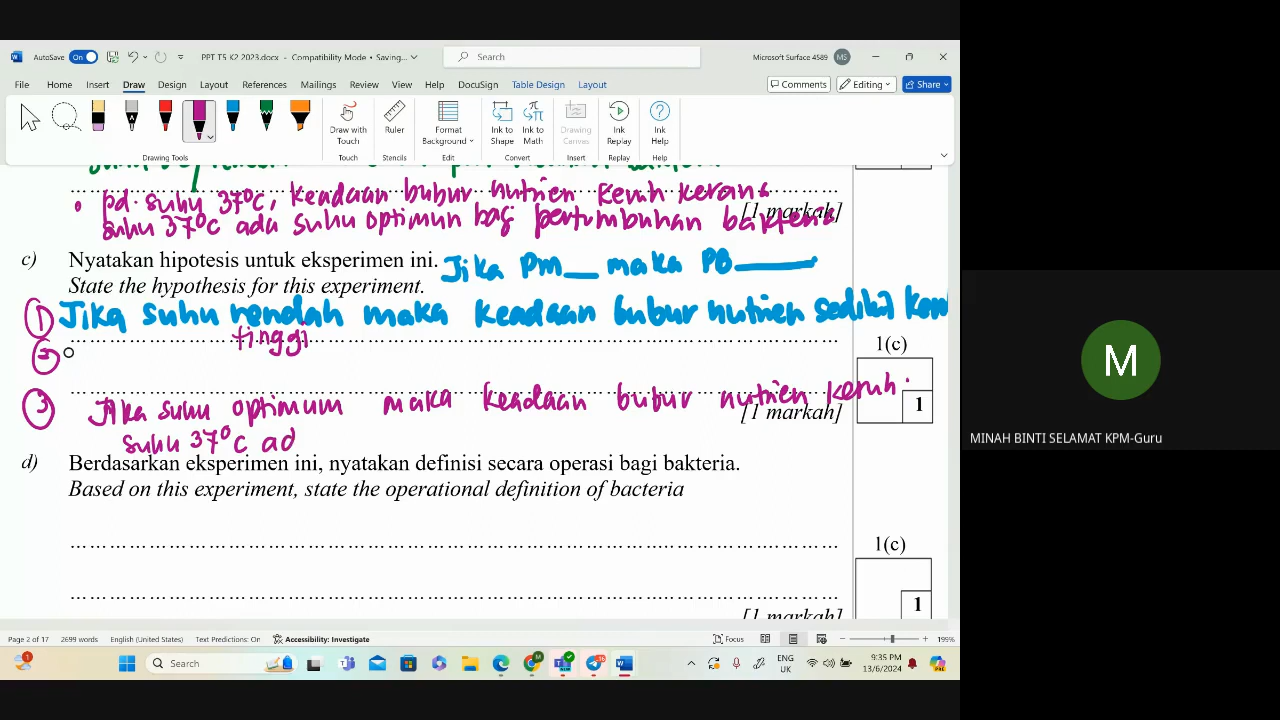 AutoSave On PPT T5 K2 2023.docx - Compatibility Mode • Saving... Search Microsoft Surface 4589 MS
File Home Insert Draw Design Layout References Mailings Review View Help DocuSign Table Design Layout Comments Editing Share
Draw with Touch Ruler Format Background Ink to Shape Ink to Math Drawing Canvas Ink Replay Ink Help
Drawing Tools Touch Stencils Edit Convert Insert Replay Help
• pd. suhu 37°C, keadaan bubur nutrien keruh kerana
[1 markah]
suhu 37°C ada suhu optimun bagi pertumbuhan bakteria
c) Nyatakan hipotesis untuk eksperimen ini. Jika PM__ maka PB____
State the hypothesis for this experiment.
① Jika suhu rendah maka keadaan bubur nutrien sedikit
tinggi
1(c)
②
③ Jika suhu optimum maka keadaan bubur nutrien keruh.
[1 markah] 1
suhu 37°C ad
d) Berdasarkan eksperimen ini, nyatakan definisi secara operasi bagi bakteria.
Based on this experiment, state the operational definition of bacteria
1(c)
[1 markah] 1
Page 2 of 17 2699 words English (United States) Text Predictions: On Accessibility: Investigate Focus 199%
Search ENG UK 9:35 PM 13/6/2024
M
MINAH BINTI SELAMAT KPM-Guru